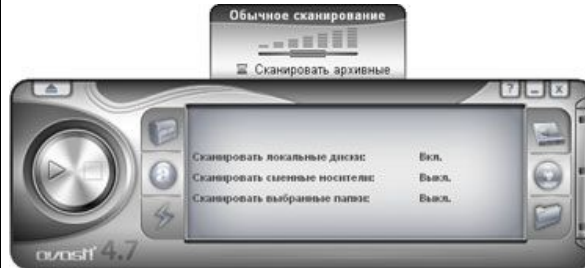 Обычное сканирование
Сканировать архивные
? _ x
Сканировать локальные диски: Вкл.
Сканировать сменные носители: Выкл.
Сканировать выбранные папки: Выкл.
avast! 4.7